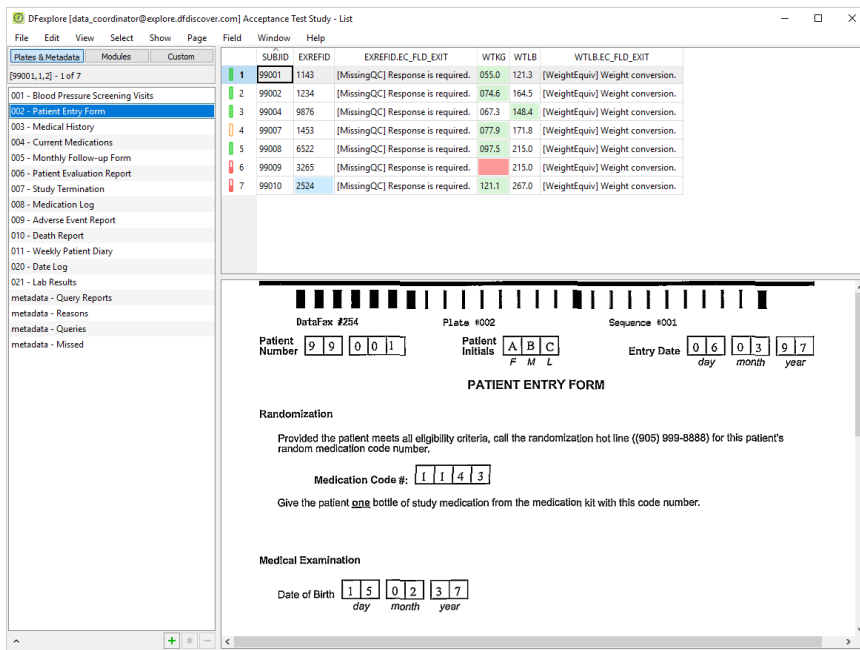 DFexplore [data_coordinator@explore.dfdiscover.com] Acceptance Test Study - List
File Edit View Select Show Page Field Window Help
Plates & Metadata Modules Custom
[99001,1,2] - 1 of 7
001 - Blood Pressure Screening Visits
002 - Patient Entry Form
003 - Medical History
004 - Current Medications
005 - Monthly Follow-up Form
006 - Patient Evaluation Report
007 - Study Termination
008 - Medication Log
009 - Adverse Event Report
010 - Death Report
011 - Weekly Patient Diary
020 - Date Log
021 - Lab Results
metadata - Query Reports
metadata - Reasons
metadata - Queries
metadata - Missed
SUBJID EXREFID EXREFID.EC_FLD_EXIT WTKG WTLB WTLB.EC_FLD_EXIT
1 99001 1143 [MissingQC] Response is required. 055.0 121.3 [WeightEquiv] Weight conversion.
2 99002 1234 [MissingQC] Response is required. 074.6 164.5 [WeightEquiv] Weight conversion.
3 99004 9876 [MissingQC] Response is required. 067.3 148.4 [WeightEquiv] Weight conversion.
4 99007 1453 [MissingQC] Response is required. 077.9 171.8 [WeightEquiv] Weight conversion.
5 99008 6522 [MissingQC] Response is required. 097.5 215.0 [WeightEquiv] Weight conversion.
6 99009 3265 [MissingQC] Response is required. 215.0 [WeightEquiv] Weight conversion.
7 99010 2524 [MissingQC] Response is required. 121.1 267.0 [WeightEquiv] Weight conversion.
DataFax #254 Plate #002 Sequence #001
Patient Number 9 9 0 0 1 Patient Initials A B C Entry Date 0 6 0 3 9 7
F M L day month year
PATIENT ENTRY FORM
Randomization
Provided the patient meets all eligibility criteria, call the randomization hot line ((905) 999-8888) for this patient's
random medication code number.
Medication Code #: 1 1 4 3
Give the patient one bottle of study medication from the medication kit with this code number.
Medical Examination
Date of Birth 1 5 0 2 3 7
day month year